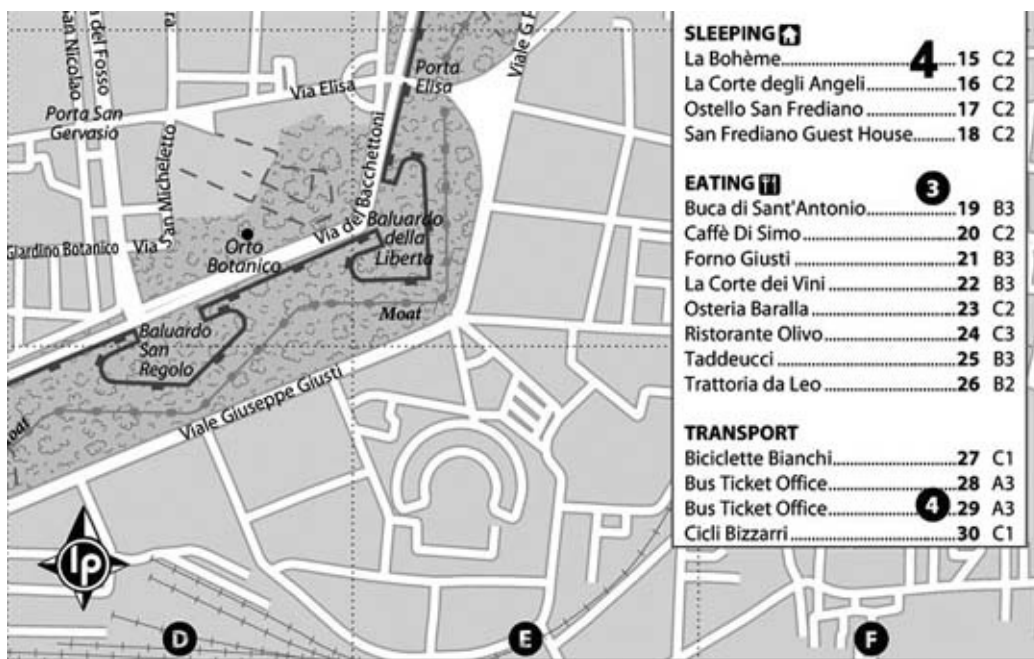 San Nicolao
del Fosso
Via Elisa
Porta
Elisa
Porta San
Gervasio
San Micheletto
Via dei Bacchettoni
Baluardo
della
Liberta
Giardino Botanico
Via
Orto
Botanico
Moat
Baluardo
San
Regolo
Viale Giuseppe Giusti
Moat
lp
D
E
F
SLEEPING
4
La Bohème 15 C2
La Corte degli Angeli 16 C2
Ostello San Frediano 17 C2
San Frediano Guest House 18 C2
EATING
3
Buca di Sant'Antonio 19 B3
Caffè Di Simo 20 C2
Forno Giusti 21 B3
La Corte dei Vini 22 B3
Osteria Baralla 23 C2
Ristorante Olivo 24 C3
Taddeucci 25 B3
Trattoria da Leo 26 B2
TRANSPORT
Biciclette Bianchi 27 C1
Bus Ticket Office 28 A3
Bus Ticket Office 29 A3
4
Cicli Bizzarri 30 C1